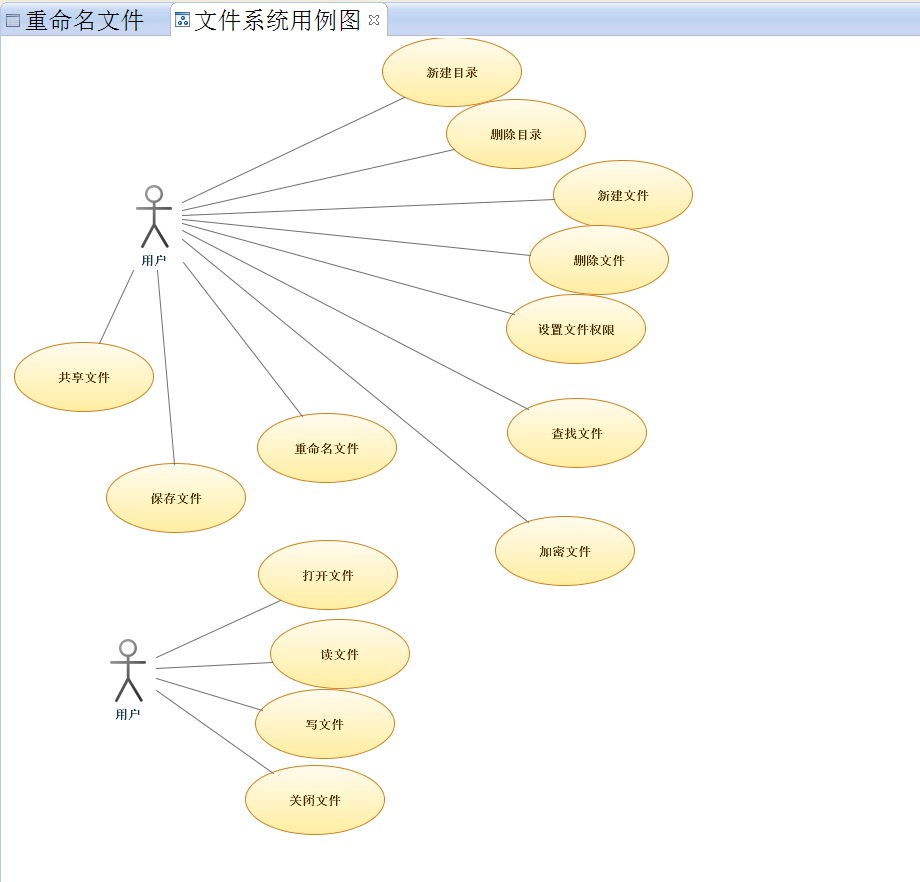 重命名文件
文件系统用例图
新建目录
删除目录
新建文件
用户
删除文件
设置文件权限
共享文件
查找文件
重命名文件
保存文件
加密文件
打开文件
读文件
用户
写文件
关闭文件